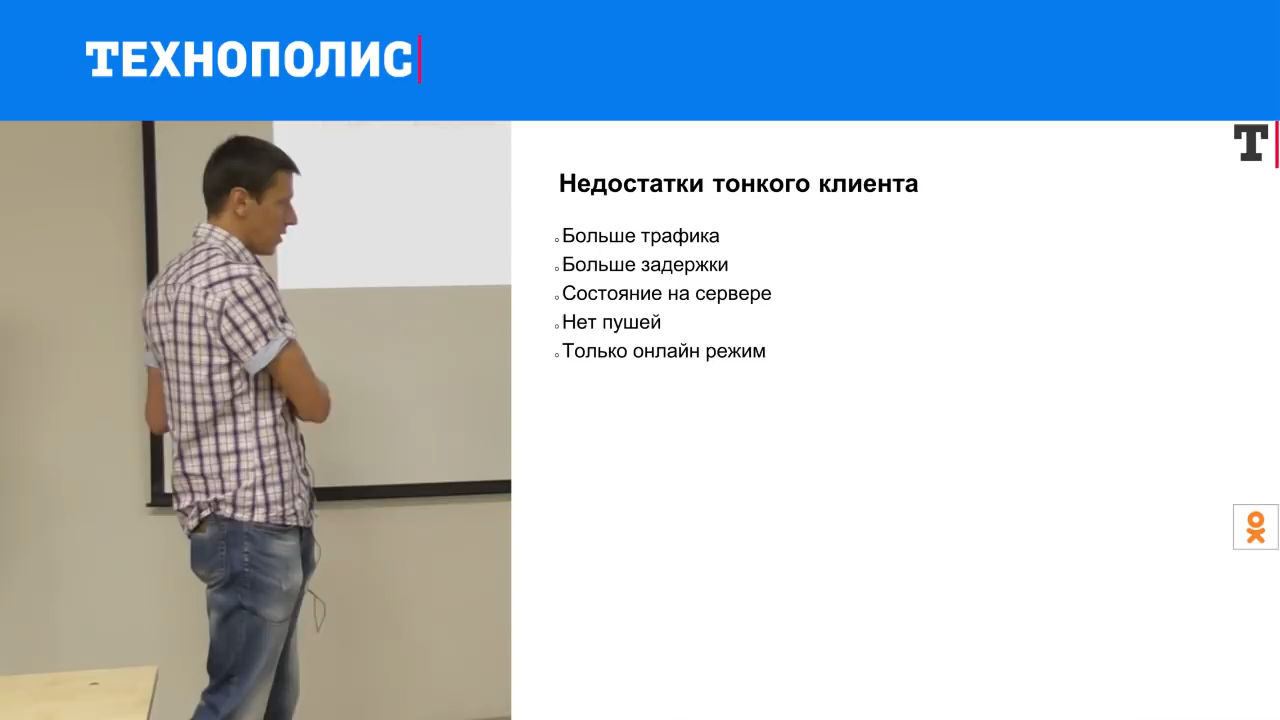 ТЕХНОПОЛИС
Т
Недостатки тонкого клиента
Больше трафика
Больше задержки
Состояние на сервере
Нет пушей
Только онлайн режим